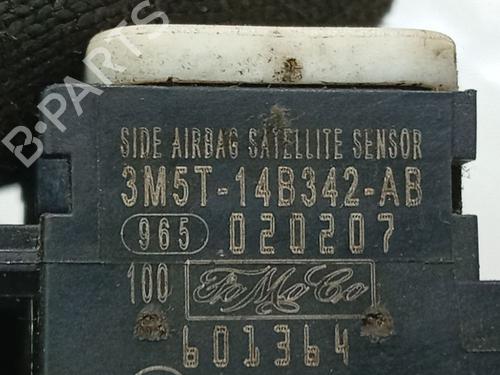 B-PARTS
SIDE AIRBAG SATELLITE SENSOR
3M5T-14B342-AB
965 020207
100 FoMoCo
601364